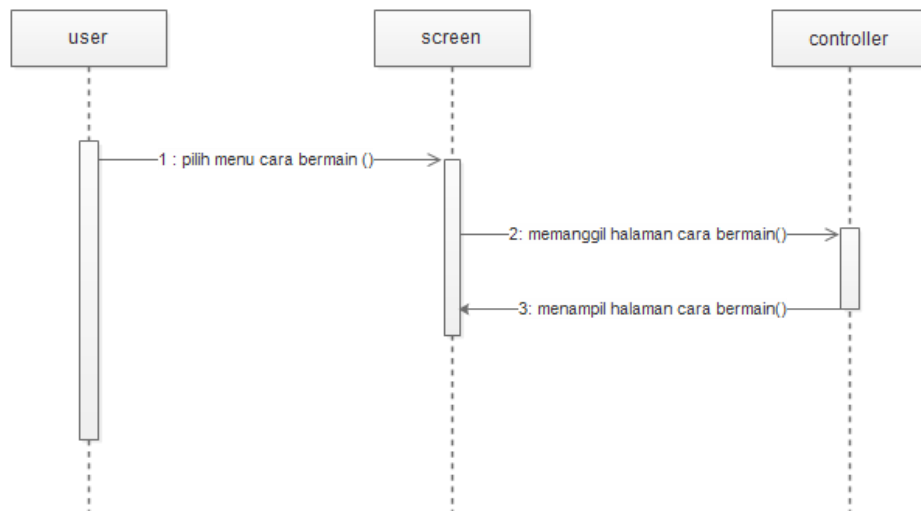 user
screen
controller
1 : pilih menu cara bermain ()
2: memanggil halaman cara bermain()
3: menampil halaman cara bermain()